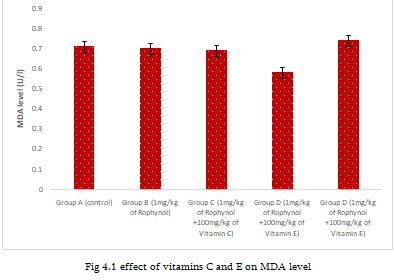 0.9
0.8
0.7
0.6
0.5
0.4
0.3
0.2
0.1
0
MDA level (U/l)
Group A (control)
Group B (1mg/kg
of Rophynol)
Group C (1mg/kg
of Rophynol
+100mg/kg of
Vitamin C)
Group D (1mg/kg
of Rophynol
+100mg/kg of
Vitamin E)
Group D (1mg/kg
of Rophynol
+100mg/kg of
Vitamin E)
Fig 4.1 effect of vitamins C and E on MDA level